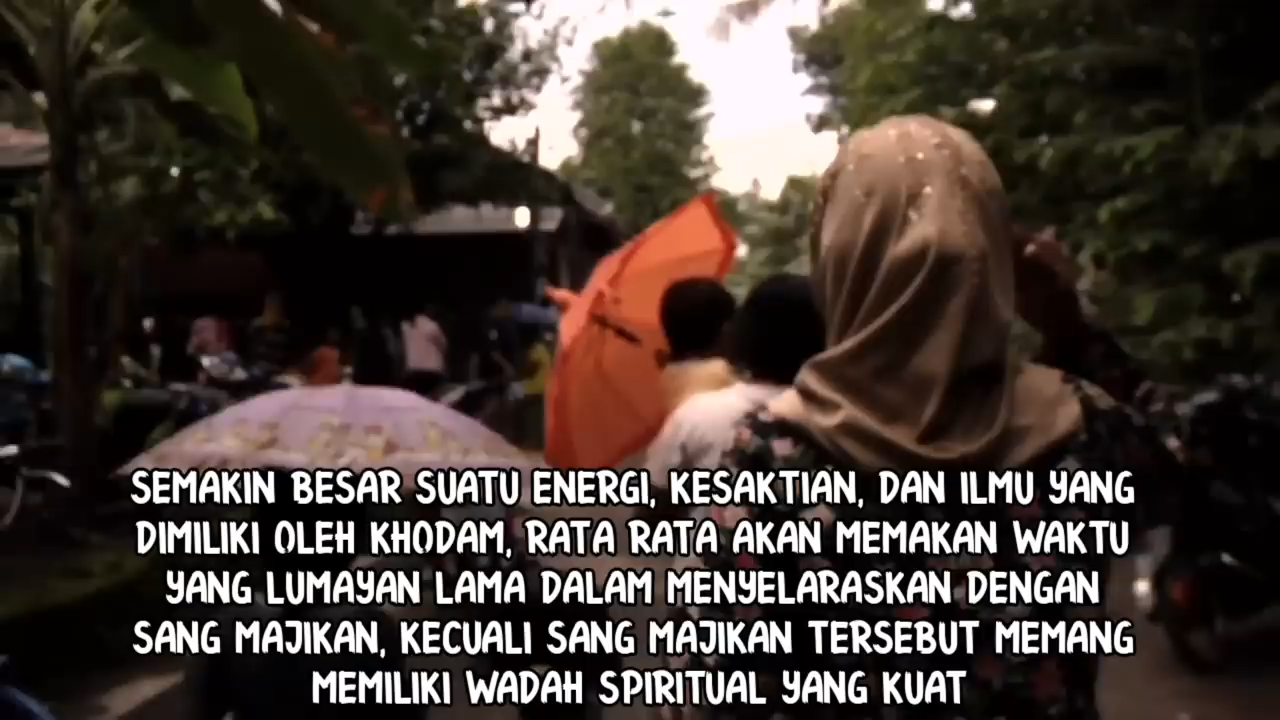 SEMAKIN BESAR SUATU ENERGI, KESAKTIAN, DAN ILMU YANG
DIMILIKI OLEH KHODAM, RATA RATA AKAN MEMAKAN WAKTU
YANG LUMAYAN LAMA DALAM MENYELARASKAN DENGAN
SANG MAJIKAN, KECUALI SANG MAJIKAN TERSEBUT MEMANG
MEMILIKI WADAH SPIRITUAL YANG KUAT